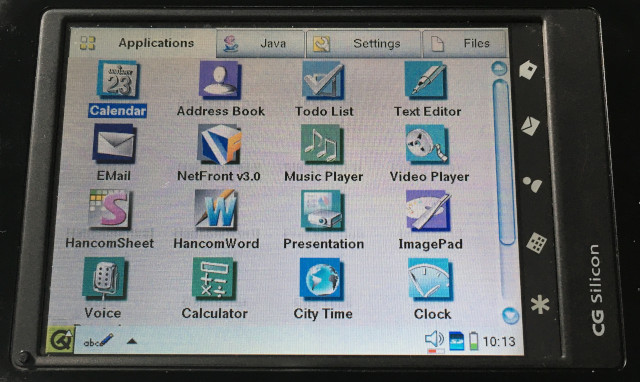 Applications Java Settings Files
23
Calendar Address Book Todo List Text Editor
EMail NetFront v3.0 Music Player Video Player
HancomSheet HancomWord Presentation ImagePad
Voice Calculator City Time Clock
abc 10:13
CG Silicon